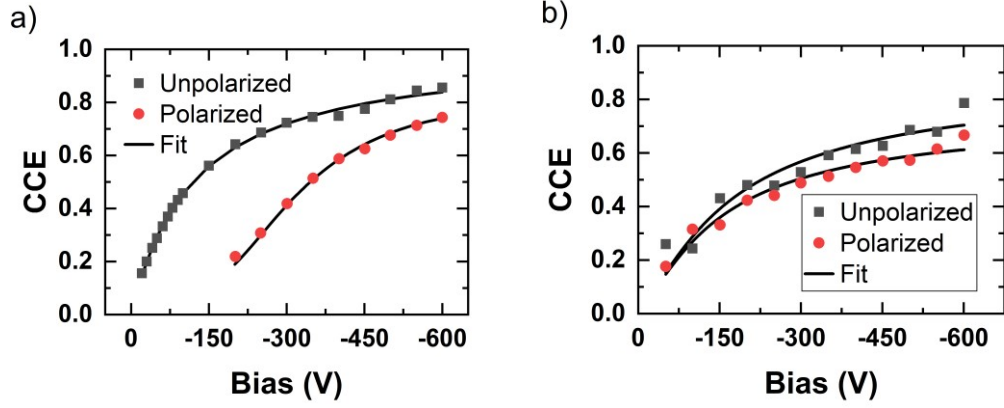 a)
1.0
0.8
0.6
0.4
0.2
0.0
CCE
Unpolarized
Polarized
Fit
0 -150 -300 -450 -600
Bias (V)
b)
1.0
0.8
0.6
0.4
0.2
0.0
CCE
Unpolarized
Polarized
Fit
0 -150 -300 -450 -600
Bias (V)